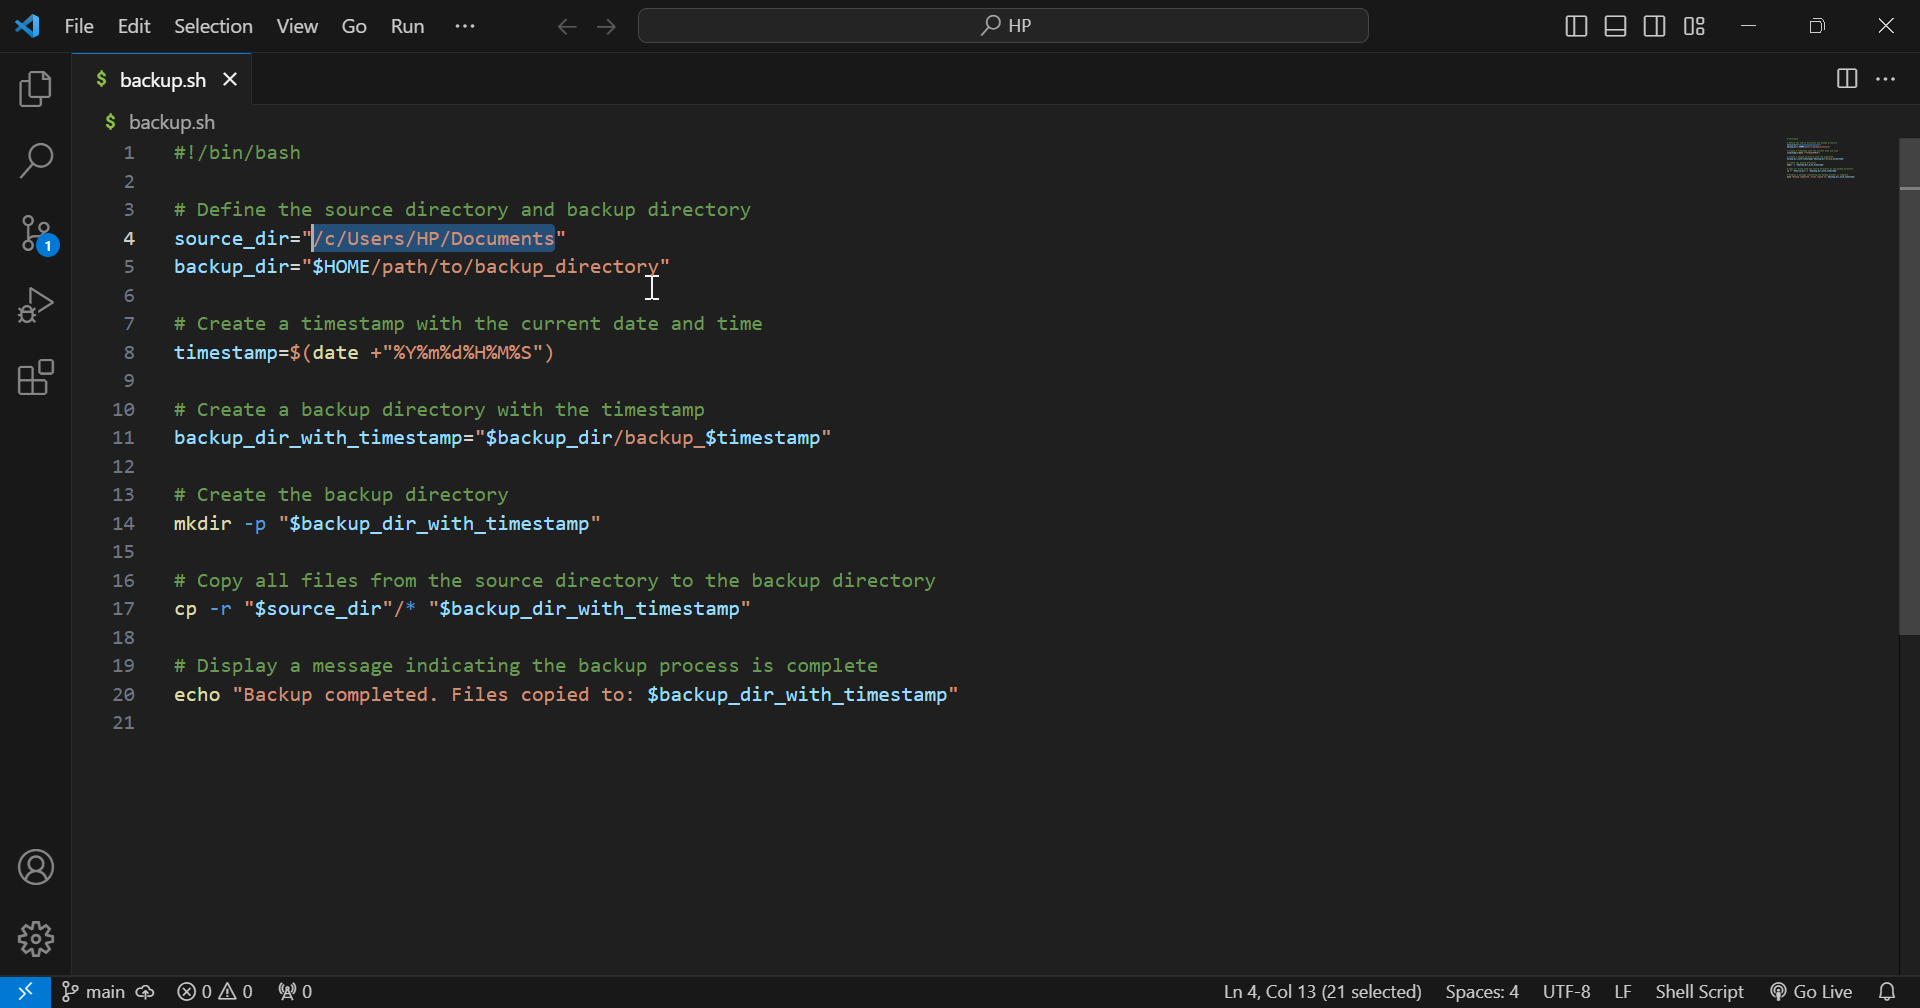 File Edit Selection View Go Run ··· HP
$ backup.sh
$ backup.sh
1 #!/bin/bash
2
3 # Define the source directory and backup directory
4 source_dir="/c/Users/HP/Documents"
5 backup_dir="$HOME/path/to/backup_directory"
6
7 # Create a timestamp with the current date and time
8 timestamp=$(date +"%Y%m%d%H%M%S")
9
10 # Create a backup directory with the timestamp
11 backup_dir_with_timestamp="$backup_dir/backup_$timestamp"
12
13 # Create the backup directory
14 mkdir -p "$backup_dir_with_timestamp"
15
16 # Copy all files from the source directory to the backup directory
17 cp -r "$source_dir"/* "$backup_dir_with_timestamp"
18
19 # Display a message indicating the backup process is complete
20 echo "Backup completed. Files copied to: $backup_dir_with_timestamp"
21
1
main 0 0 0 Ln 4, Col 13 (21 selected) Spaces: 4 UTF-8 LF Shell Script Go Live